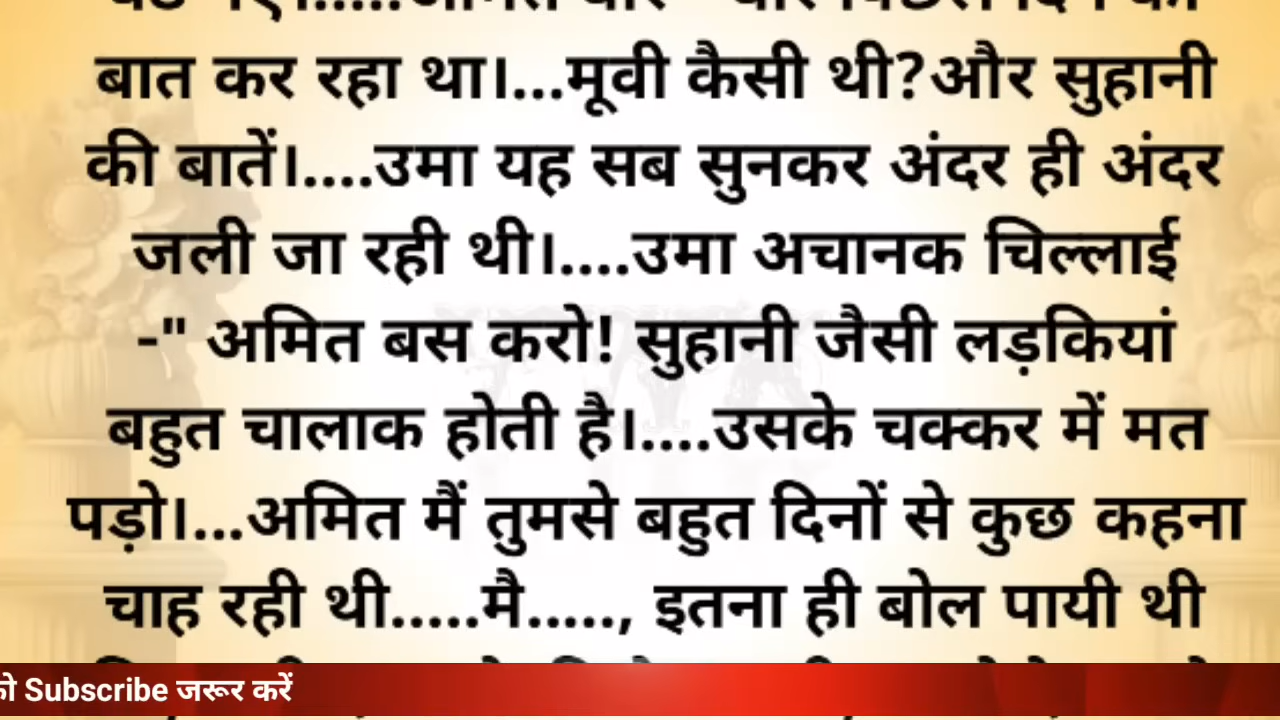 बात कर रहा था।...मूवी कैसी थी?और सुहानी
की बातें।....उमा यह सब सुनकर अंदर ही अंदर
जली जा रही थी।....उमा अचानक चिल्लाई
-" अमित बस करो! सुहानी जैसी लड़कियां
बहुत चालाक होती है।....उसके चक्कर में मत
पड़ो।...अमित मैं तुमसे बहुत दिनों से कुछ कहना
चाह रही थी.....मै....., इतना ही बोल पायी थी
को Subscribe जरूर करें